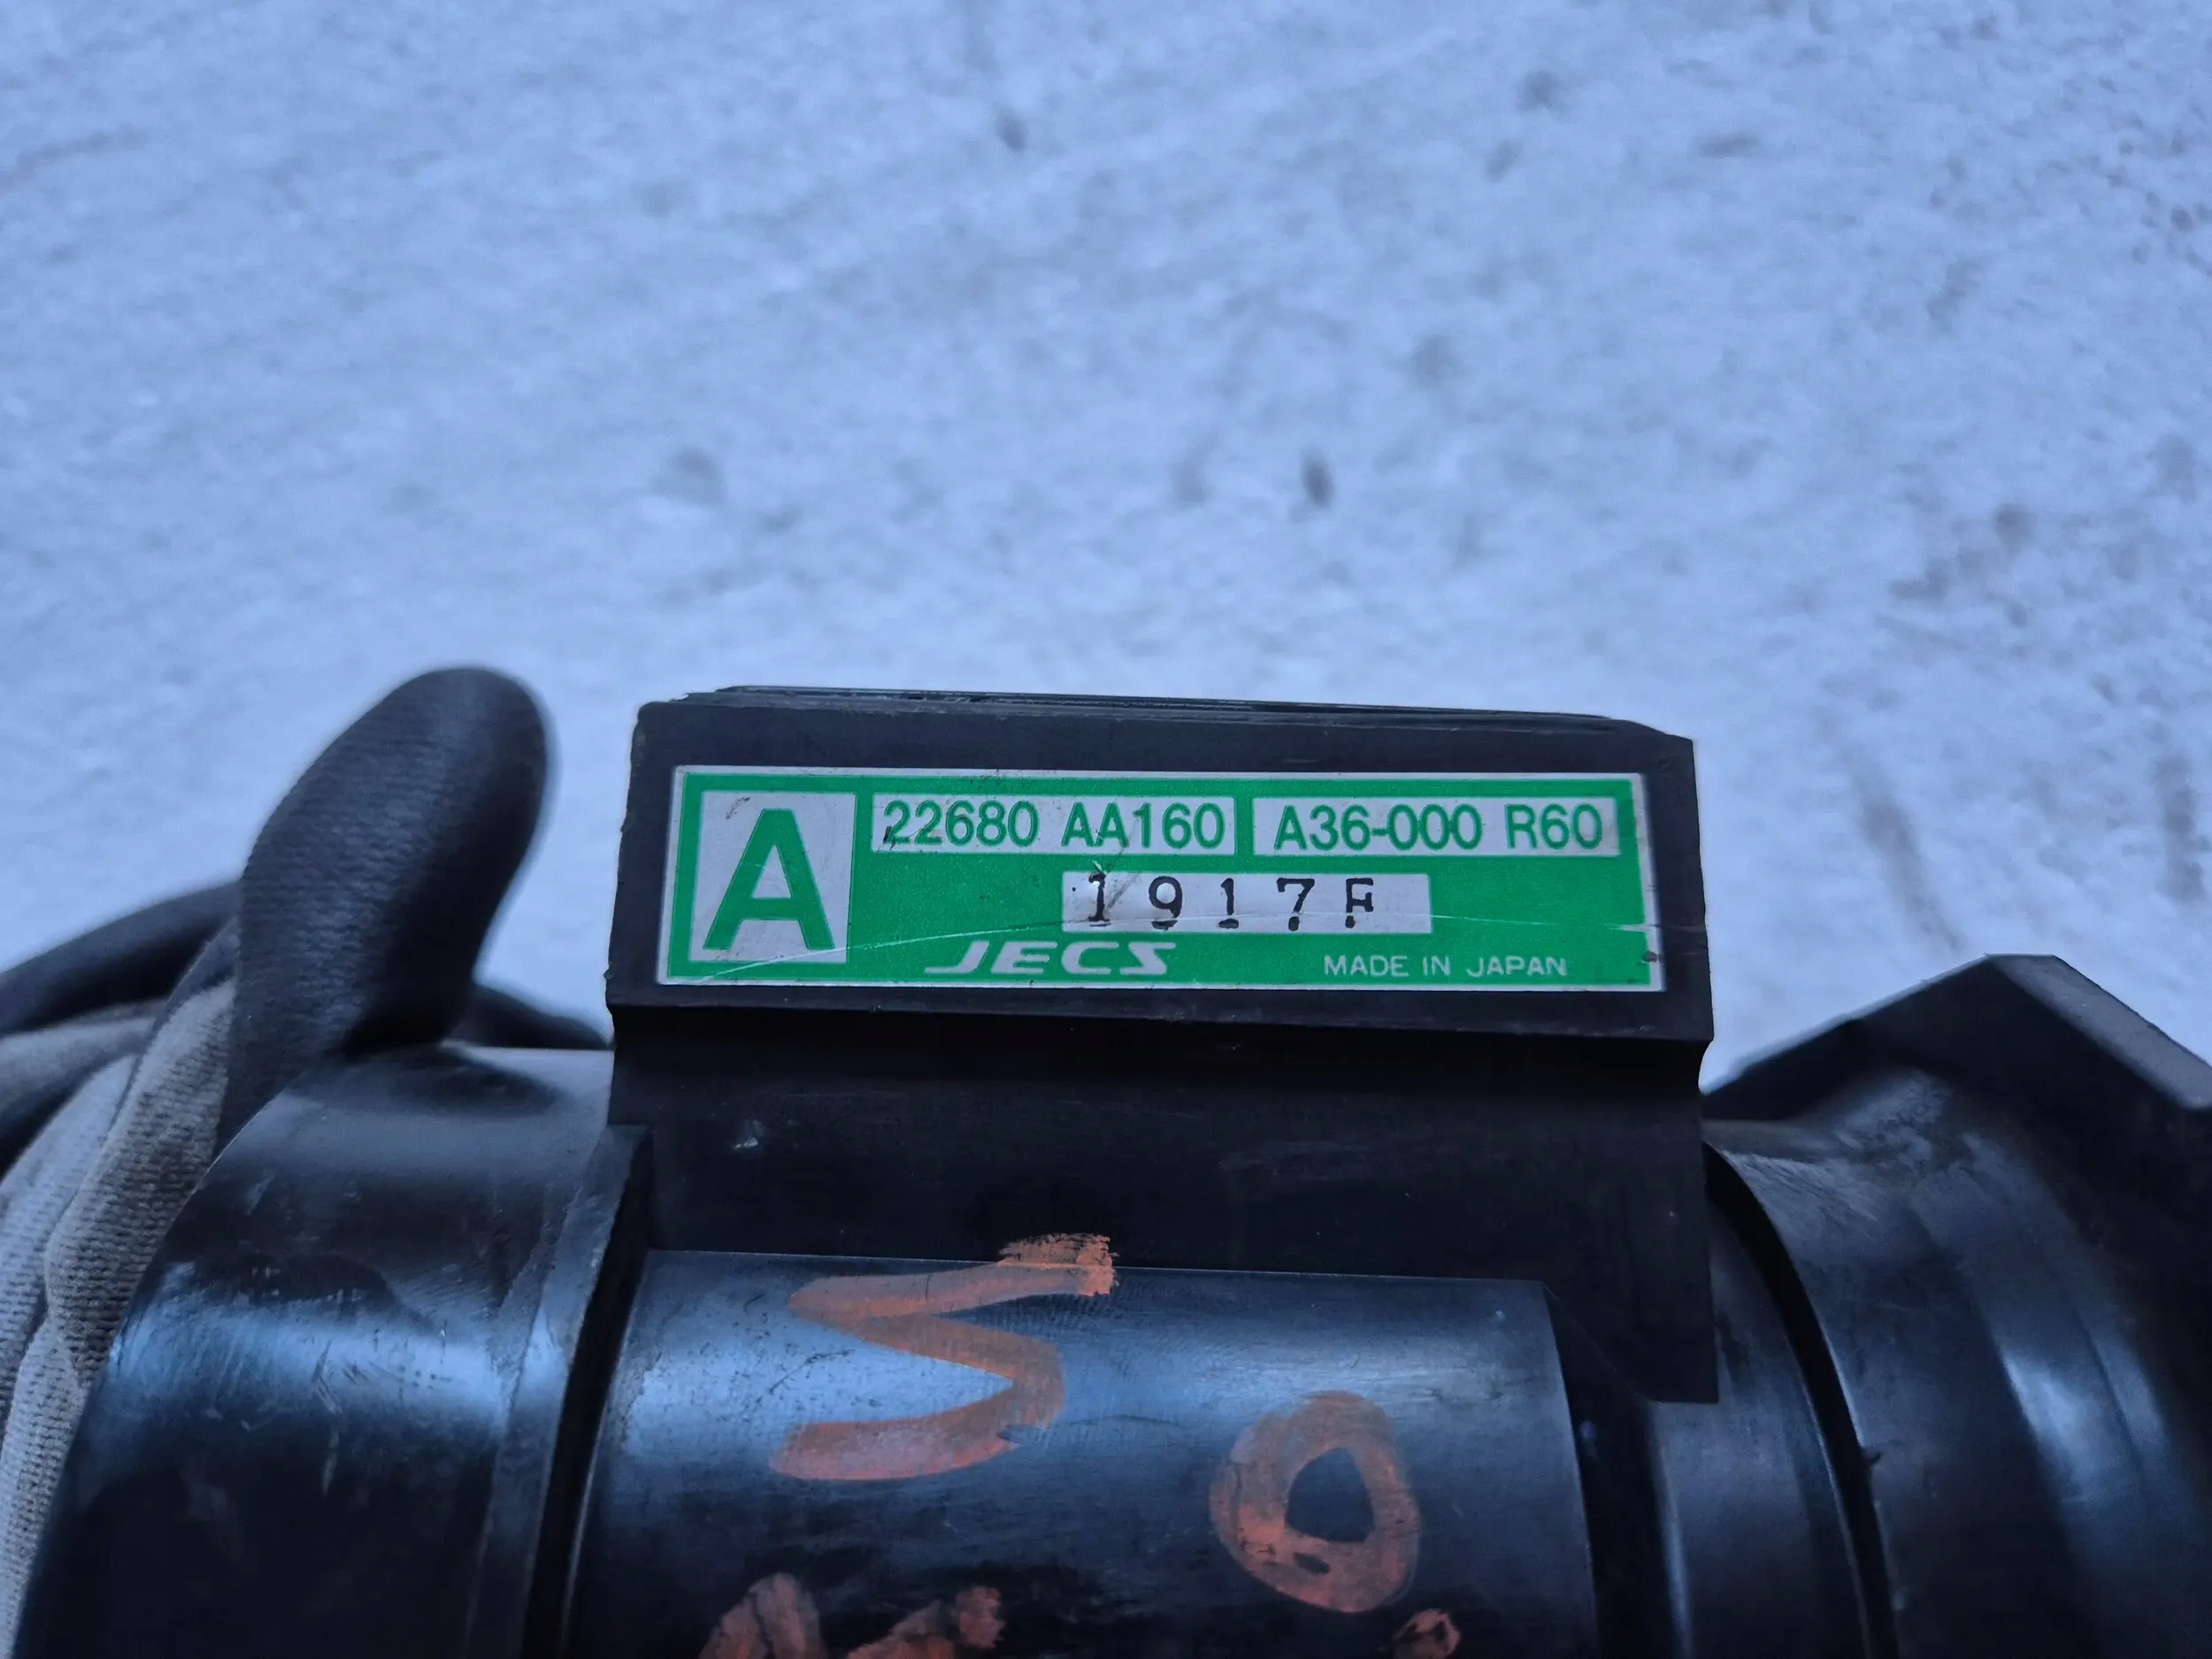 A
22680 AA160 A36-000 R60
1917F
JECS MADE IN JAPAN